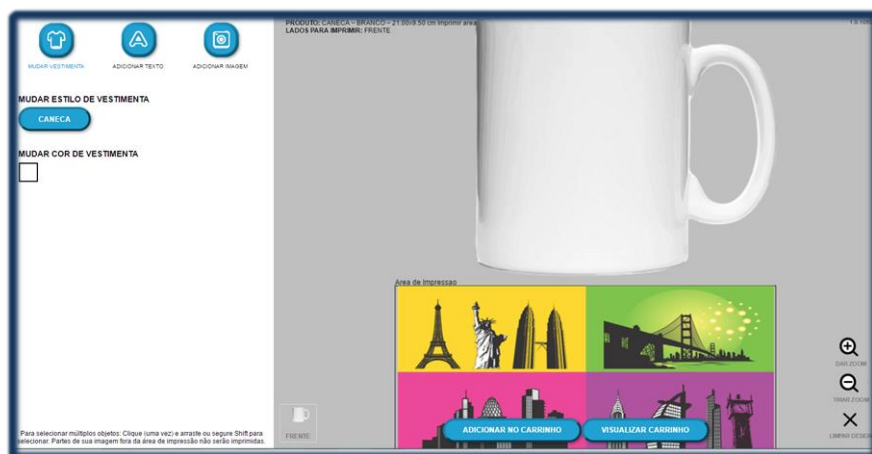 MUDAR VESTIMENTA
ADICIONAR TEXTO
ADICIONAR IMAGEM
MUDAR ESTILO DE VESTIMENTA
CANECA
MUDAR COR DE VESTIMENTA
Para selecionar múltiplos objetos: Clique (uma vez) e arraste ou segure Shift para
selecionar. Partes de sua imagem fora da área de impressão não serão imprimidas.
PRODUTO: CANECA - BRANCO - 21.00x9.50 cm Imprimir area
LADOS PARA IMPRIMIR: FRENTE
Area de Impressao
FRENTE
ADICIONAR NO CARRINHO
VISUALIZAR CARRINHO
DAR ZOOM
TIRAR ZOOM
LIMPAR